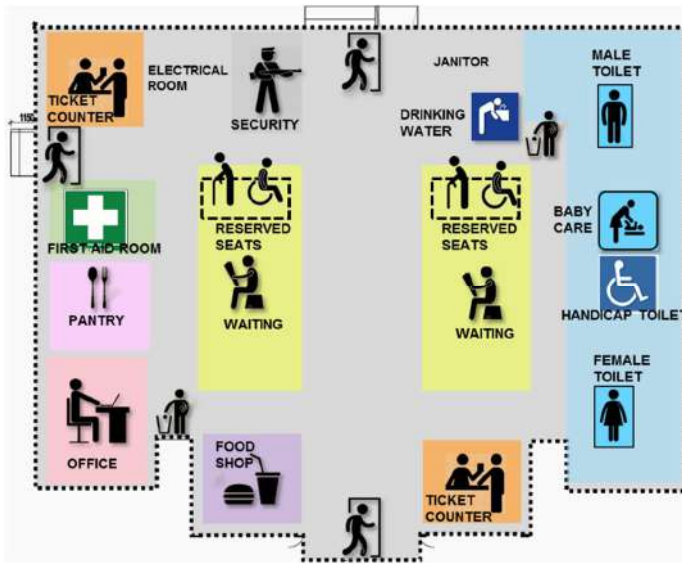 TICKET
COUNTER
ELECTRICAL
ROOM
SECURITY
JANITOR
DRINKING
WATER
MALE
TOILET
1150
FIRST AID ROOM
RESERVED
SEATS
RESERVED
SEATS
BABY
CARE
PANTRY
WAITING
WAITING
HANDICAP TOILET
FEMALE
TOILET
OFFICE
FOOD
SHOP
TICKET
COUNTER